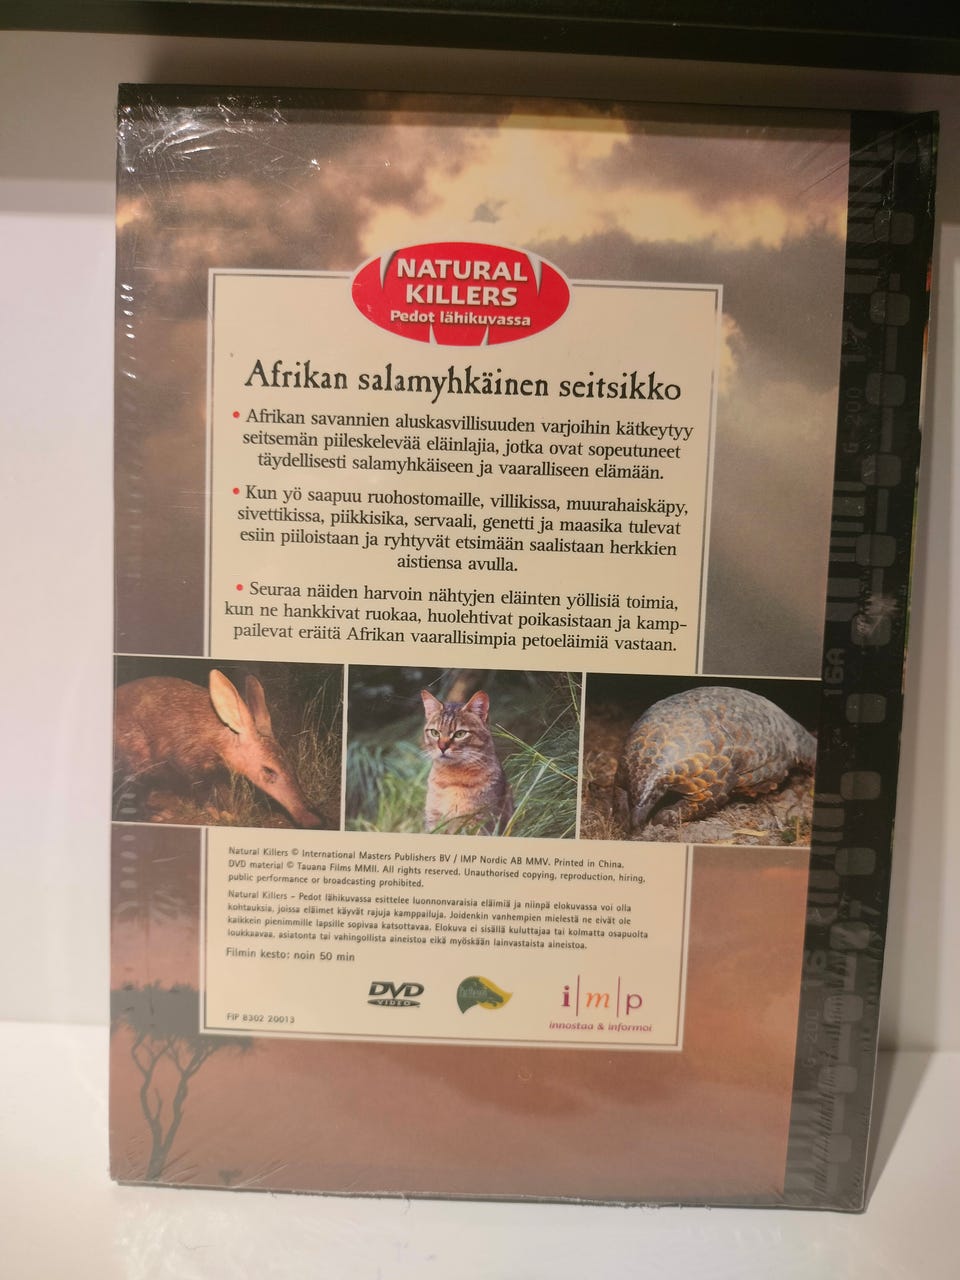 NATURAL
KILLERS
Pedot lähikuvassa
Afrikan salamyhkäinen seitsikko
• Afrikan savannien aluskasvillisuuden varjoihin kätkeytyy
seitsemän piileskelevää eläinlajia, jotka ovat sopeutuneet
täydellisesti salamyhkäiseen ja vaaralliseen elämään.
• Kun yö saapuu ruohostomaille, villikissa, muurahaiskäpy,
sivettikissa, piikkisika, servaali, genetti ja maasika tulevat
esiin piiloistaan ja ryhtyvät etsimään saalistaan herkkien
aistiensa avulla.
• Seuraa näiden harvoin nähtyjen eläinten yöllisiä toimia,
kun ne hankkivat ruokaa, huolehtivat poikasistaan ja kamp-
pailevat eräitä Afrikan vaarallisimpia petoeläimiä vastaan.
Natural Killers © International Masters Publishers BV / IMP Nordic AB MMV. Printed in China.
DVD material © Tauana Films MMII. All rights reserved. Unauthorised copying, reproduction, hiring,
public performance or broadcasting prohibited.
Natural Killers – Pedot lähikuvassa esittelee luonnonvaraisia eläimiä ja niinpä elokuvassa voi olla
kohtauksia, joissa eläimet käyvät rajuja kamppailuja. Joidenkin vanhempien mielestä ne eivät ole
kaikkein pienimmille lapsille sopivaa katsottavaa. Elokuva ei sisällä kuluttajaa tai kolmatta osapuolta
loukkaavaa, asiatonta tai vahingollista aineistoa eikä myöskään lainvastaista aineistoa.
Filmin kesto: noin 50 min
DVD
VIDEO
i|m|p
innostaa & informoi
FIP 8302 20013
G-200
17
16A
16
G-200